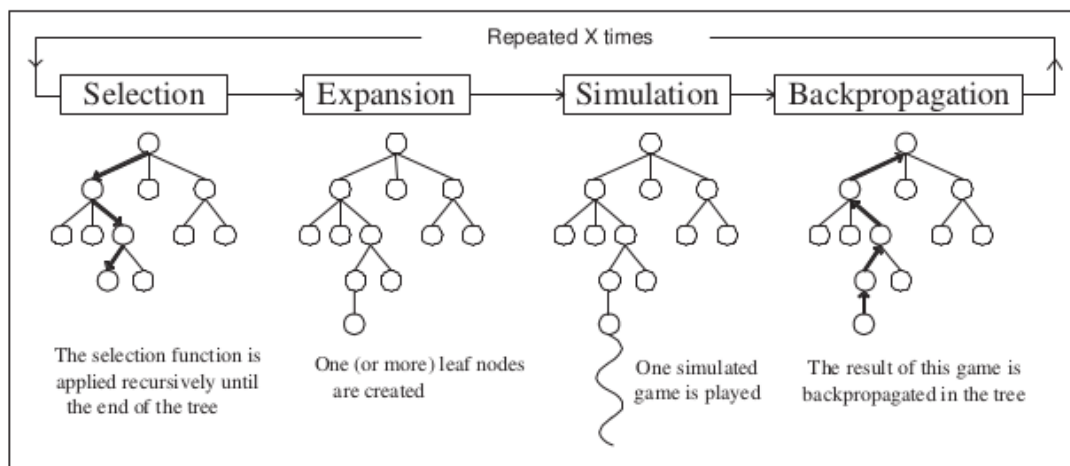 Repeated X times
Selection
Expansion
Simulation
Backpropagation
The selection function is
applied recursively until
the end of the tree
One (or more) leaf nodes
are created
One simulated
game is played
The result of this game is
backpropagated in the tree